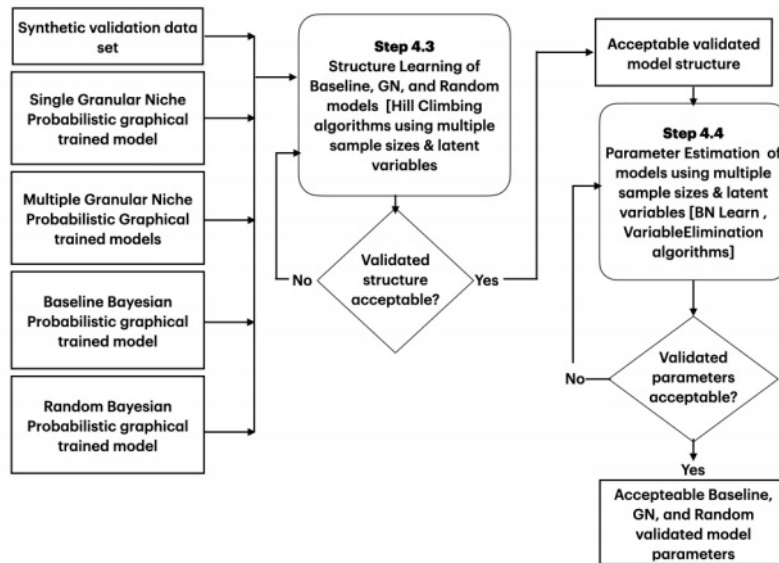 Synthetic validation data
set
Single Granular Niche
Probabilistic graphical
trained model
Multiple Granular Niche
Probabilistic Graphical
trained models
Baseline Bayesian
Probabilistic graphical
trained model
Random Bayesian
Probabilistic graphical
trained model
Step 4.3
Structure Learning of
Baseline, GN, and Random
models [Hill Climbing
algorithms using multiple
sample sizes & latent
variables
No
Validated
structure
acceptable?
Yes
Acceptable validated
model structure
Step 4.4
Parameter Estimation of
models using multiple
sample sizes & latent
variables [BN Learn ,
VariableElimination
algorithms]
No
Validated
parameters
acceptable?
Yes
Accepteable Baseline,
GN, and Random
validated model
parameters